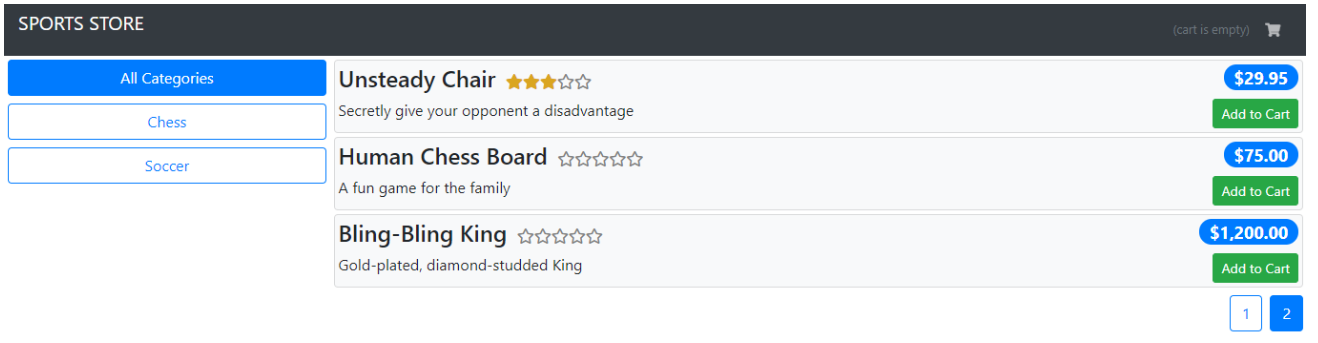 SPORTS STORE
(cart is empty)
All Categories
Chess
Soccer
Unsteady Chair
$29.95
Secretly give your opponent a disadvantage
Add to Cart
Human Chess Board
$75.00
A fun game for the family
Add to Cart
Bling-Bling King
$1,200.00
Gold-plated, diamond-studded King
Add to Cart
1 2